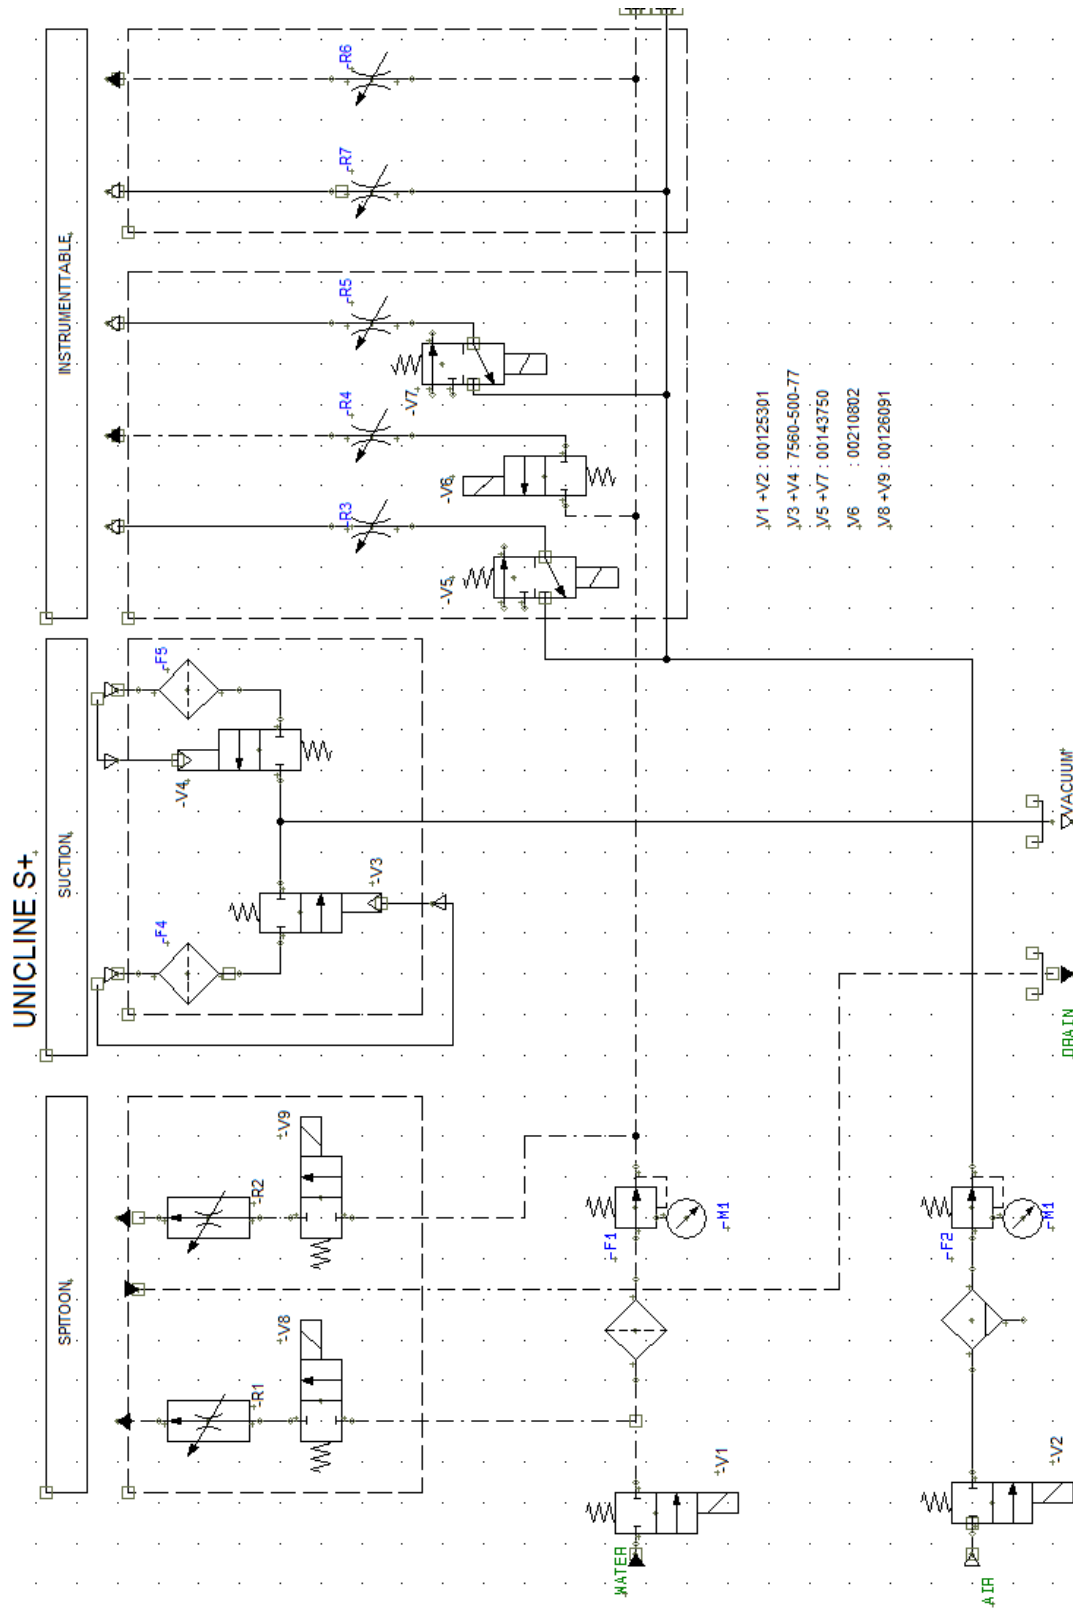 UNICLINE S+
SPITOON
SUCTION
INSTRUMENTTABLE
-R1
-R2
-V8
-V9
-F4
-F5
-V3
-V4
-R3
-R4
-R5
-R7
-R6
-V5
-V6
-V7
V1 +V2 : 00125301
V3 +V4 : 7560-500-77
V5 +V7 : 00143750
V6 : 00210802
V8 +V9 : 00126091
WATER
-V1
-F1
-M1
AIR
-V2
-F2
-M1
DRAIN
VACUUM